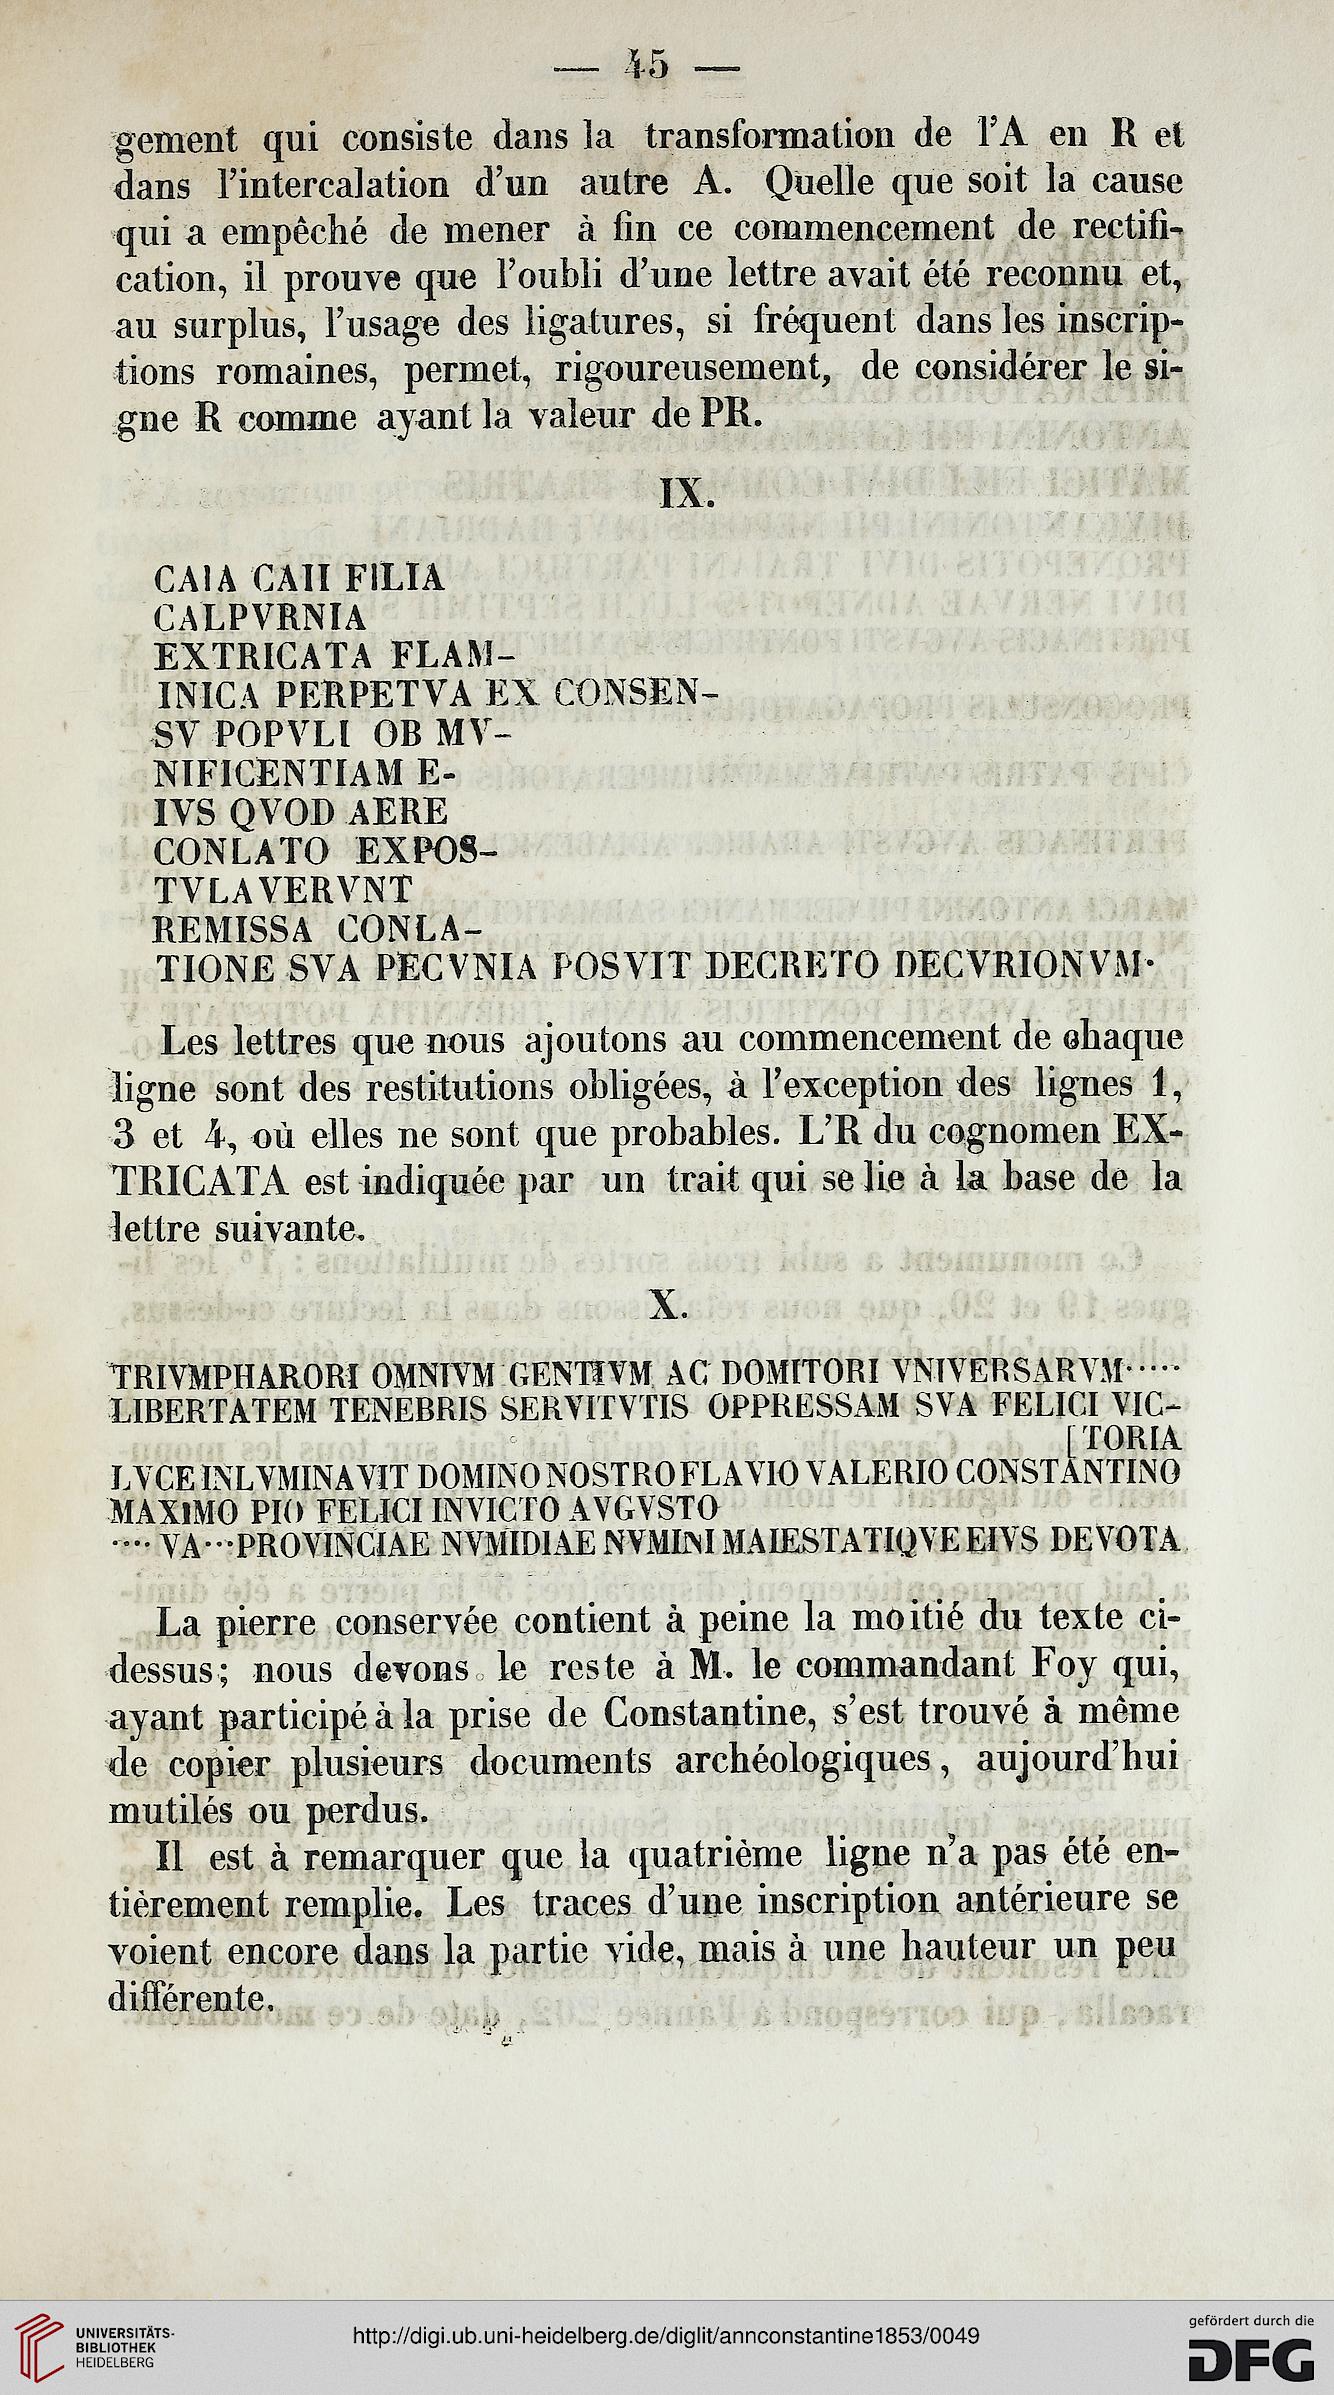 — 45 —
gement qui consiste dans la transformation de l'A en R et
dans l'intercalation d'un autre A. Quelle que soit la cause
qui a empêché de mener à fin ce commencement de rectifi-
cation, il prouve que l'oubli d'une lettre avait été reconnu et,
au surplus, l'usage des ligatures, si fréquent dans les inscrip-
tions romaines, permet, rigoureusement, de considérer le si-
gne R comme ayant la valeur de PR.
IX.
CAIA CAII FILIA
CALPVRNIA
EXTRICATA FLAM-
INICA PERPETVA EX CONSEN-
SV POPVLI OB MV-
NIFICENTIAM E-
IVS QVOD AERE
CONLATO EXPOS-
TVLAVERVNT
REMISSA CONLA-
TIONE SVA PECVNIA POSVIT DECRETO DECVRIONVM·
Les lettres que nous ajoutons au commencement de chaque
ligne sont des restitutions obligées, à l'exception des lignes 1,
3 et 4, où elles ne sont que probables. L'R du cognomen EX-
TRICATA est indiquée par un trait qui se lie à la base de la
lettre suivante.
X.
TRIVMPHARORI OMNIVM GENTIVM AC DOMITORI VNIVERSARVM·····
LIBERTATEM TENEBRIS SERVITVTIS OPPRESSAM SVA FELICI VIC-
[TORIA
LVCE INLVMINAVIT DOMINO NOSTRO FLAVIO VALERIO CONSTANTINO
MAXIMO PIO FELICI INVICTO AVGVSTO
···· VA···PROVINCIAE NVMIDIAE NVMINI MAIESTATIQVE EIVS DEVOTA
La pierre conservée contient à peine la moitié du texte ci-
dessus; nous devons le reste à M. le commandant Foy qui,
ayant participé à la prise de Constantine, s'est trouvé à même
de copier plusieurs documents archéologiques, aujourd'hui
mutilés ou perdus.
Il est à remarquer que la quatrième ligne n'a pas été en-
tièrement remplie. Les traces d'une inscription antérieure se
voient encore dans la partie vide, mais à une hauteur un peu
différente.
UNIVERSITÄTS-
BIBLIOTHEK
HEIDELBERG
http://digi.ub.uni-heidelberg.de/diglit/annconstantine1853/0049
gefördert durch die
DFG